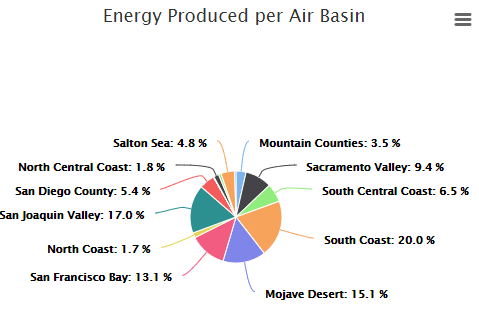 Energy Produced per Air Basin
Salton Sea: 4.8 %
Mountain Counties: 3.5 %
North Central Coast: 1.8 %
Sacramento Valley: 9.4 %
San Diego County: 5.4 %
South Central Coast: 6.5 %
San Joaquin Valley: 17.0 %
South Coast: 20.0 %
North Coast: 1.7 %
San Francisco Bay: 13.1 %
Mojave Desert: 15.1 %